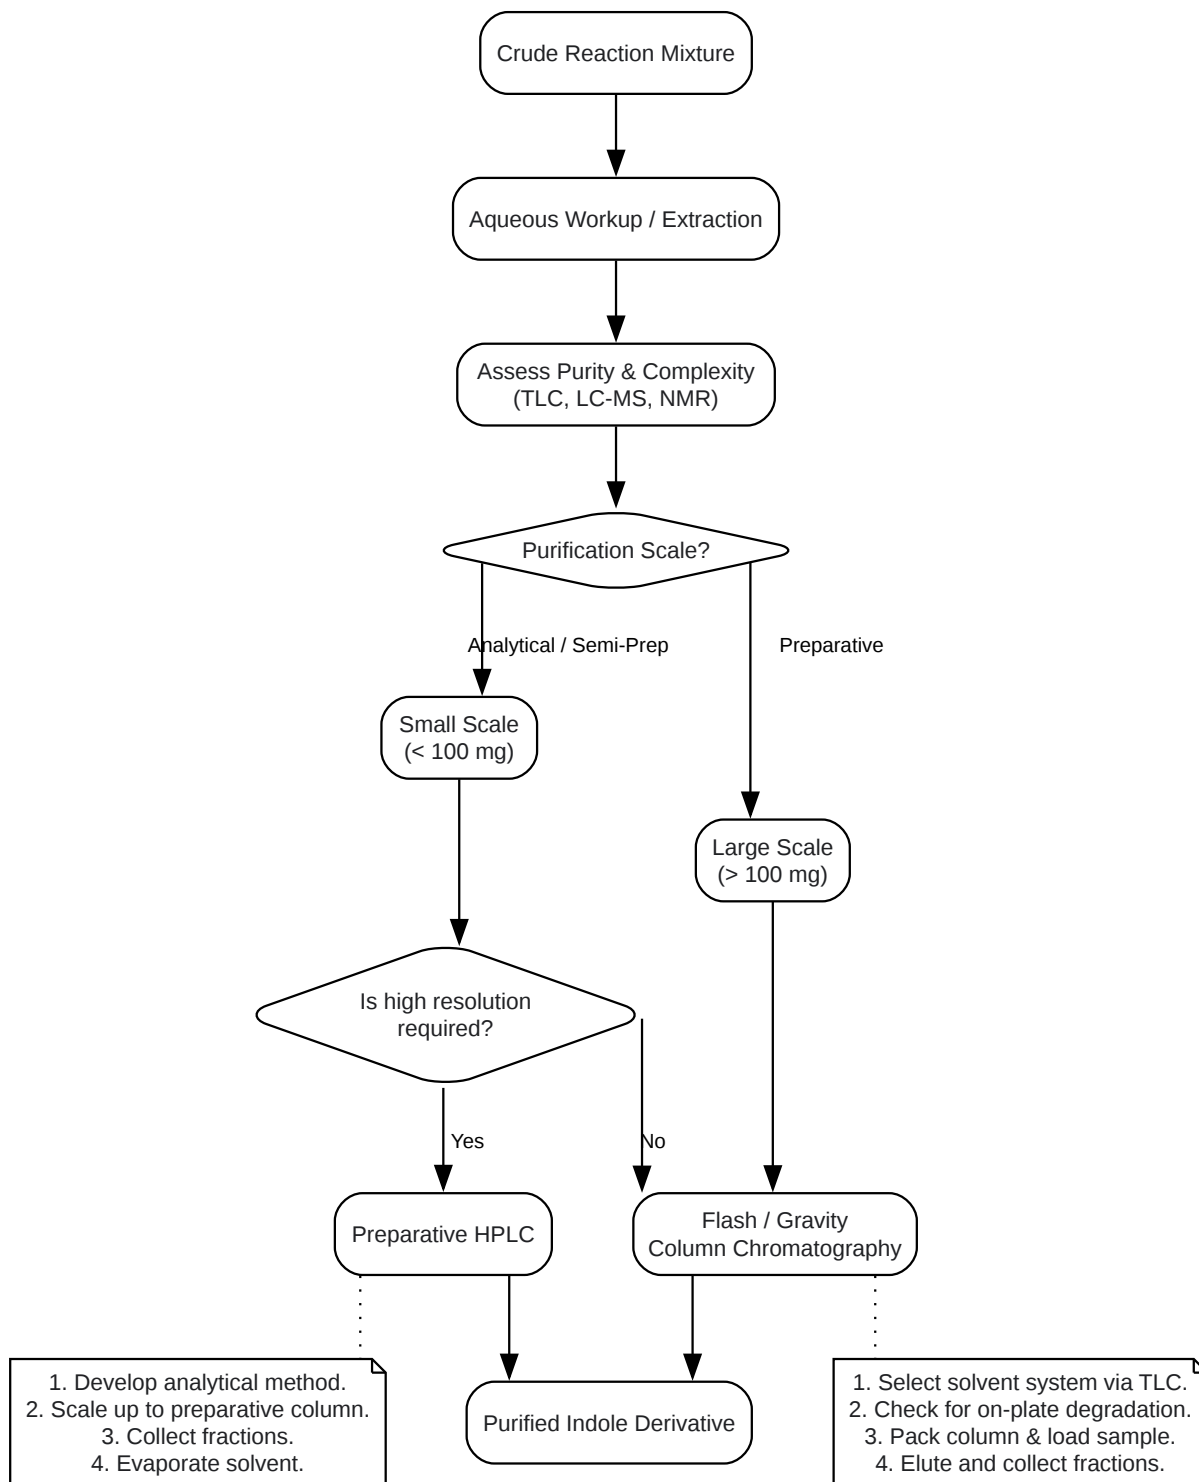 Crude Reaction Mixture
Aqueous Workup / Extraction
Assess Purity & Complexity
(TLC, LC-MS, NMR)
Purification Scale?
Analytical / Semi-Prep
Preparative
Small Scale
(< 100 mg)
Large Scale
(> 100 mg)
Is high resolution
required?
Yes
No
Preparative HPLC
Flash / Gravity
Column Chromatography
1. Develop analytical method.
2. Scale up to preparative column.
3. Collect fractions.
4. Evaporate solvent.
Purified Indole Derivative
1. Select solvent system via TLC.
2. Check for on-plate degradation.
3. Pack column & load sample.
4. Elute and collect fractions.